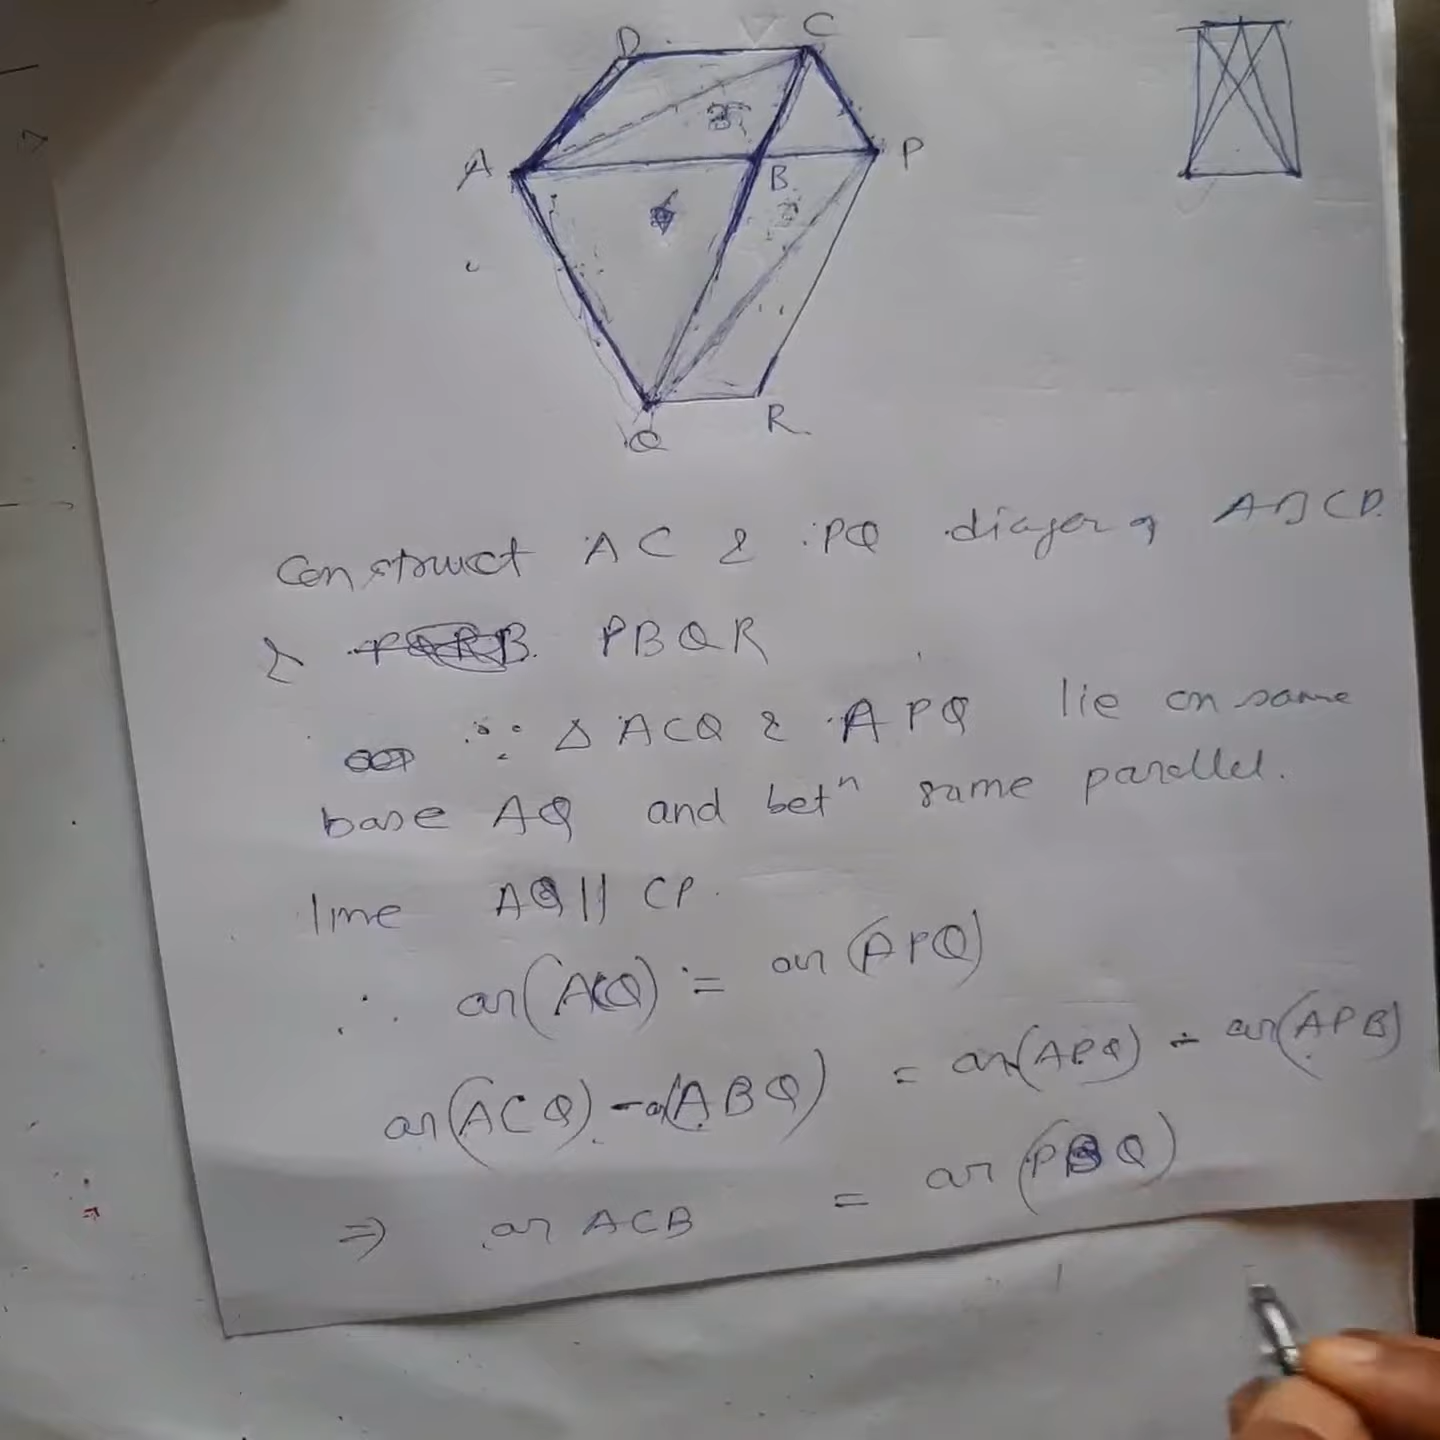 D C
A B P
Q R
Construct AC & PQ diagon of ABCD.
& PBQR
∵ Δ ACQ & APQ lie on same
base AQ and betⁿ same parallel.
line AQ || CP.
∴ ar(ACQ) = ar(APQ)
ar(ACQ) - ar(ABQ) = ar(APQ) - ar(APB)
⇒ ar ACB = ar(PBQ)